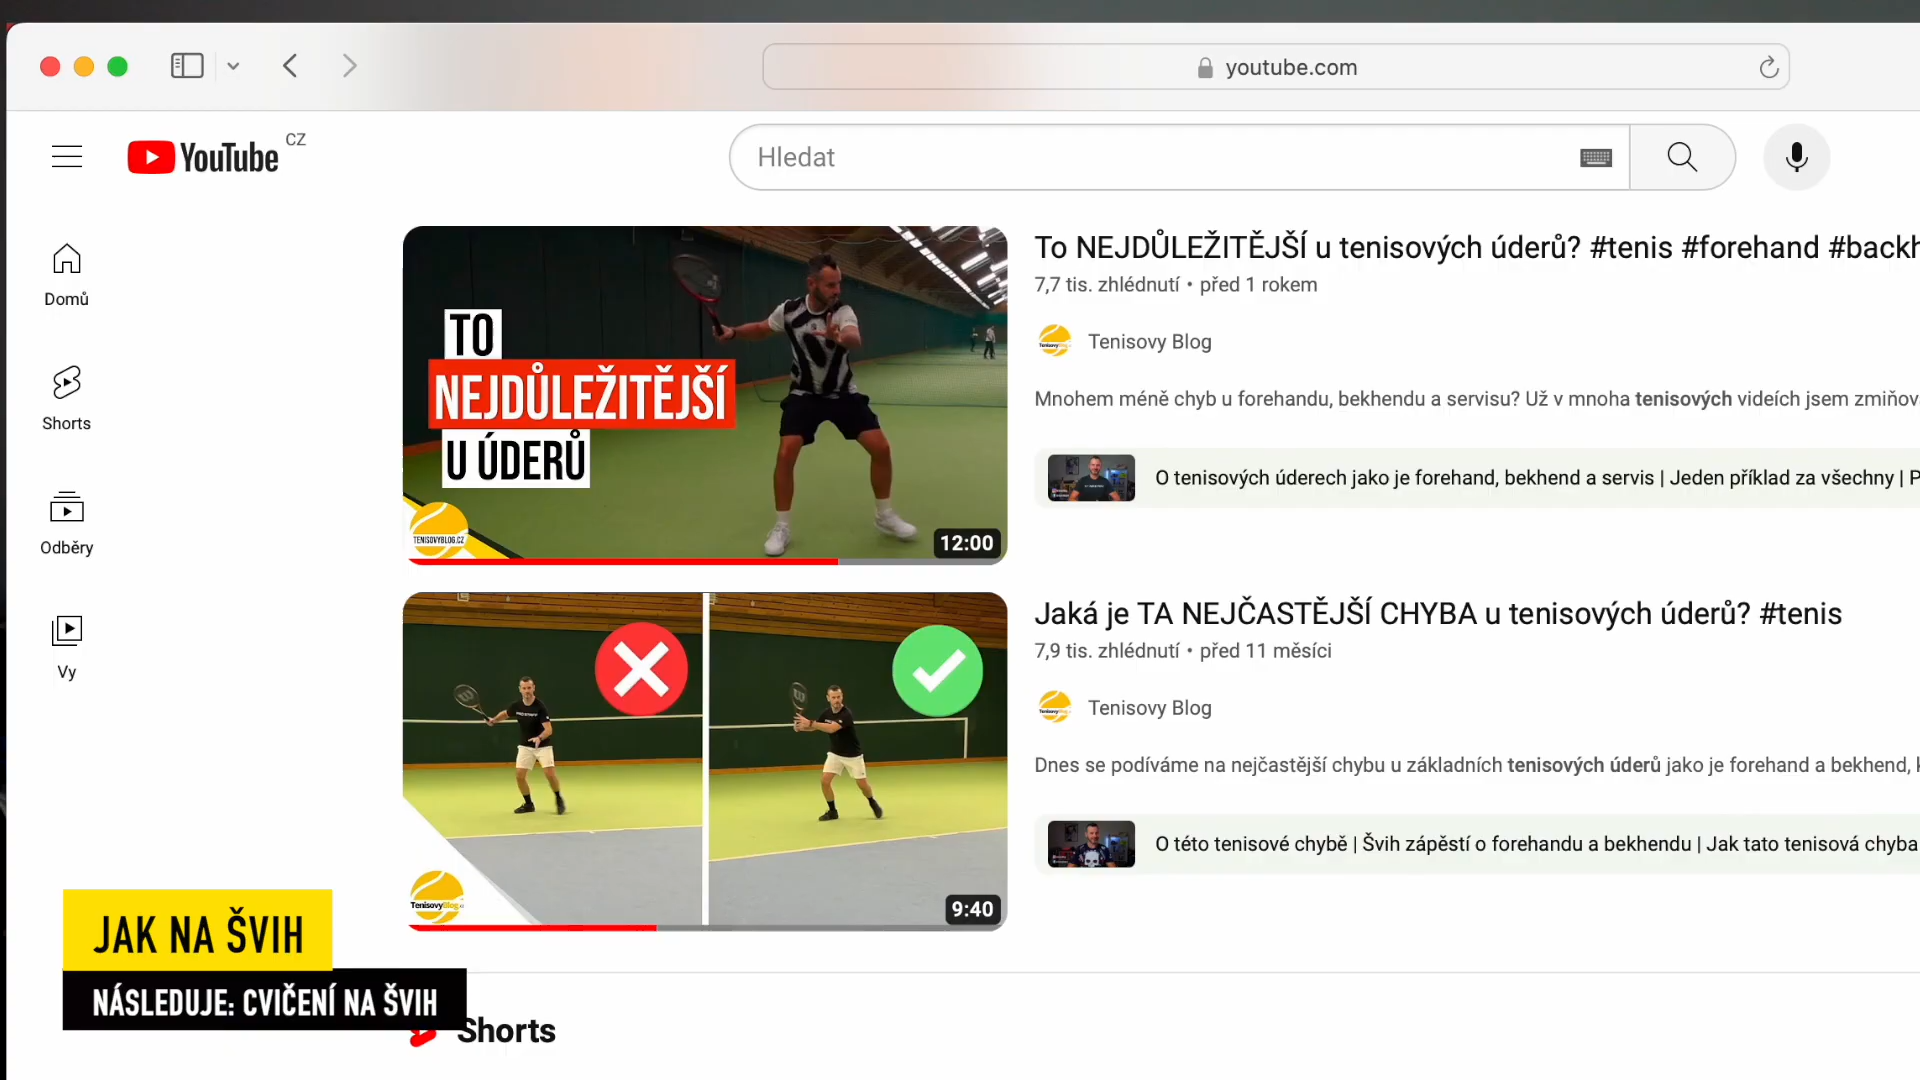 youtube.com
YouTube CZ
Hledat
Domů
Shorts
Odběry
Vy
TO
NEJDŮLEŽITĚJŠÍ
U ÚDERŮ
TENISOVYBLOG.CZ
12:00
To NEJDŮLEŽITĚJŠÍ u tenisových úderů? #tenis #forehand #backh
7,7 tis. zhlédnutí • před 1 rokem
Tenisovy Blog
Mnohem méně chyb u forehandu, bekhendu a servisu? Už v mnoha tenisových videích jsem zmiňov
O tenisových úderech jako je forehand, bekhend a servis | Jeden příklad za všechny | P
TenisovyBlog
9:40
Jaká je TA NEJČASTĚJŠÍ CHYBA u tenisových úderů? #tenis
7,9 tis. zhlédnutí • před 11 měsíci
Tenisovy Blog
Dnes se podíváme na nejčastější chybu u základních tenisových úderů jako je forehand a bekhend, k
O této tenisové chybě | Švih zápěstí o forehandu a bekhendu | Jak tato tenisová chyba
JAK NA ŠVIH
NÁSLEDUJE: CVIČENÍ NA ŠVIH
Shorts